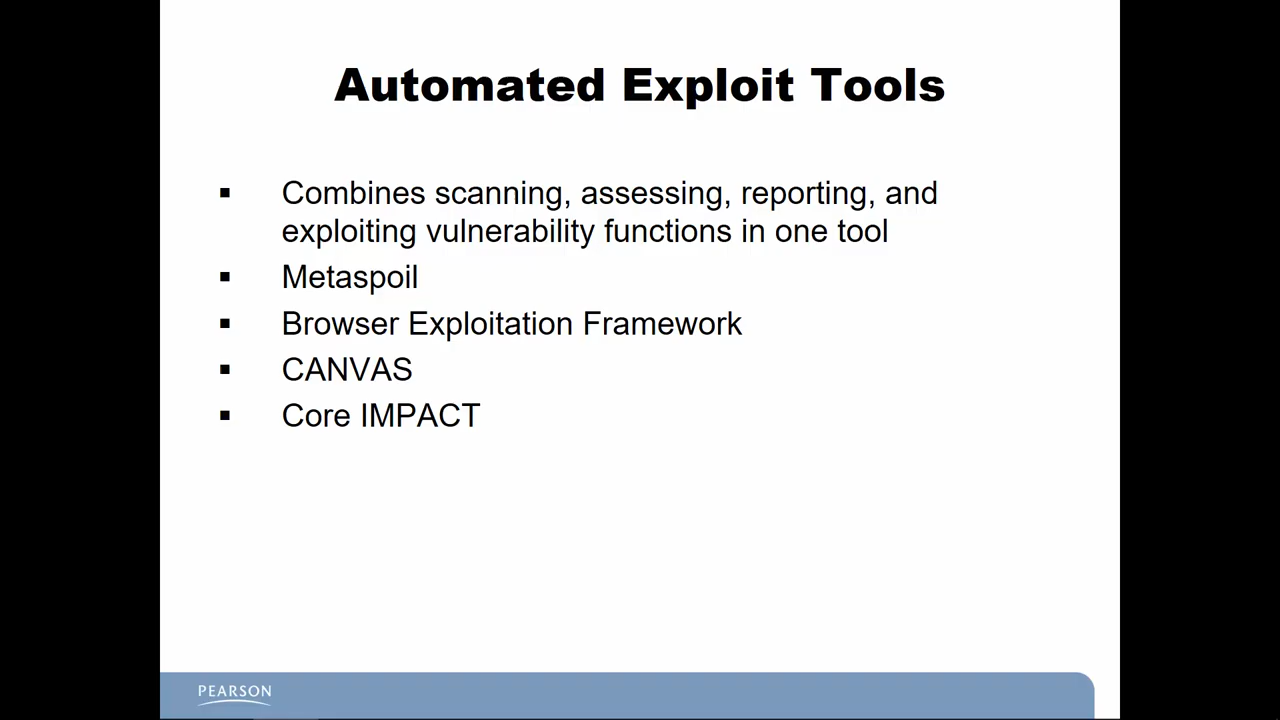 Automated Exploit Tools
▪ Combines scanning, assessing, reporting, and
exploiting vulnerability functions in one tool
▪ Metaspoil
▪ Browser Exploitation Framework
▪ CANVAS
▪ Core IMPACT
PEARSON